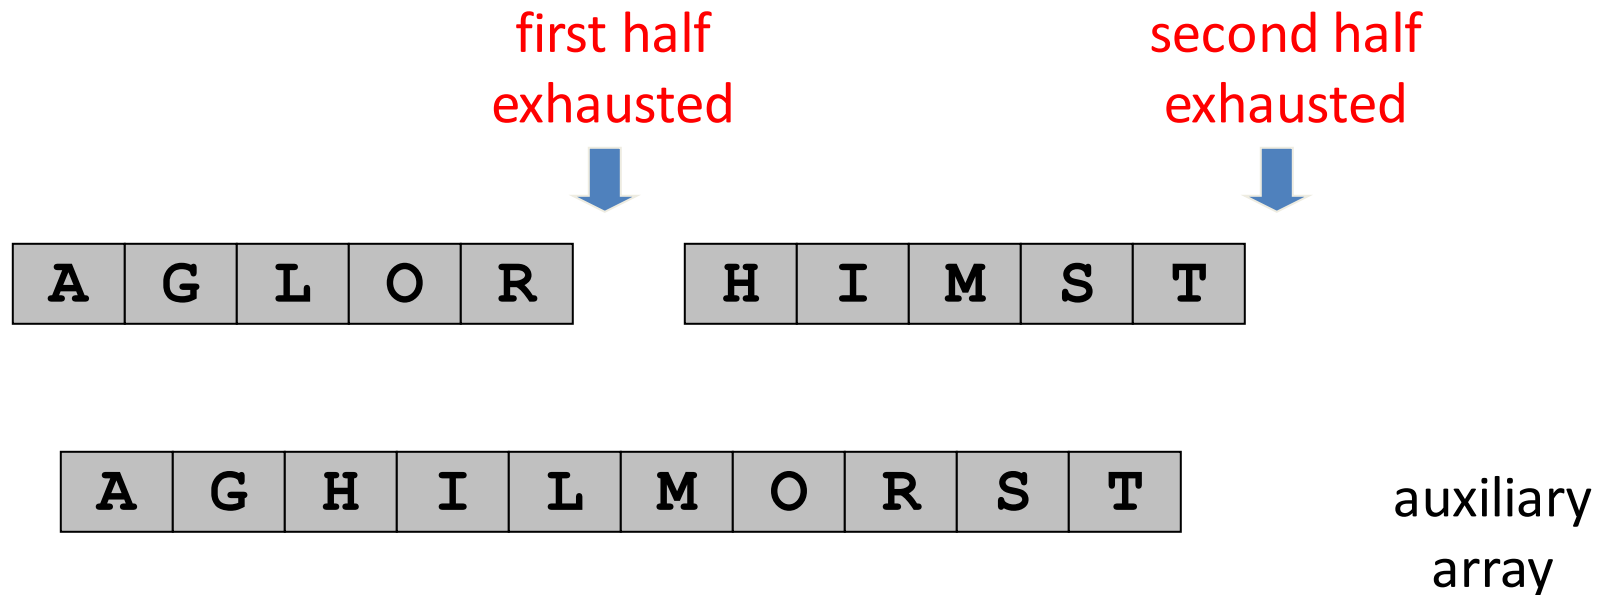 first half
exhausted
second half
exhausted
A G L O R
H I M S T
A G H I L M O R S T
auxiliary
array